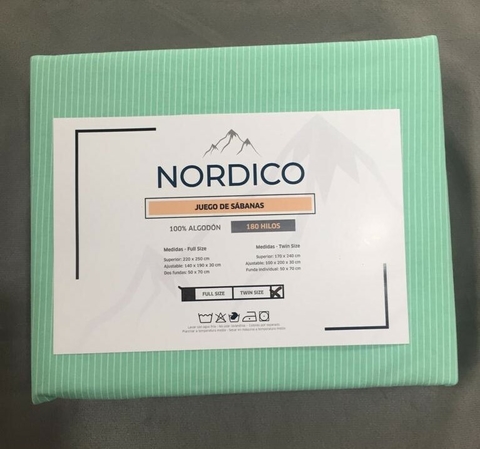 NORDICO
JUEGO DE SÁBANAS
100% ALGODÓN 180 HILOS
Medidas - Full Size
Superior: 220 x 250 cm
Ajustable: 140 x 190 x 30 cm
Dos fundas: 50 x 70 cm
Medidas - Twin Size
Superior: 170 x 240 cm
Ajustable: 100 x 200 x 30 cm
Funda individual: 50 x 70 cm
FULL SIZE TWIN SIZE